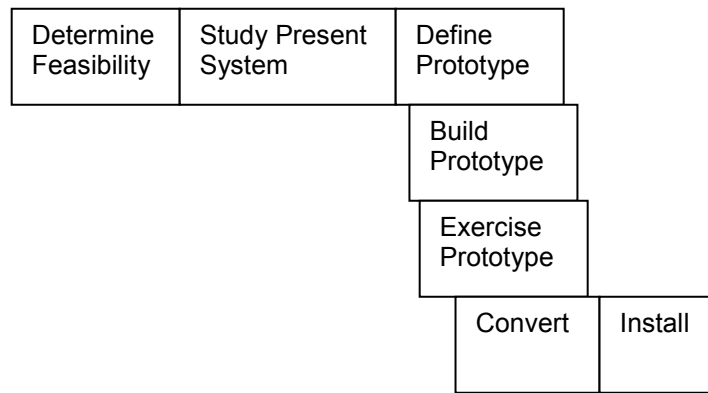 Determine
Feasibility
Study Present
System
Define
Prototype
Build
Prototype
Exercise
Prototype
Convert
Install